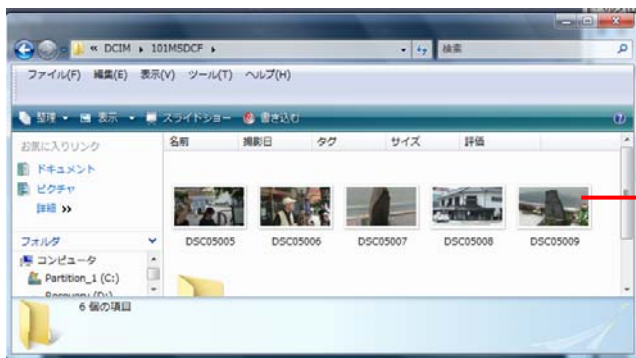 « DCIM ▸ 101MSDCF ▸
検索
ファイル(F) 編集(E) 表示(V) ツール(T) ヘルプ(H)
整理 表示 スライドショー 書き込む
お気に入りリンク
名前 撮影日 タグ サイズ 評価
ドキュメント
ピクチャ
詳細 »
DSC05005 DSC05006 DSC05007 DSC05008 DSC05009
フォルダ
コンピュータ
Partition_1 (C:)
Recovery (D:)
6 個の項目